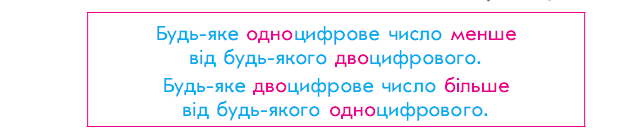 Будь-яке одноцифрове число менше
від будь-якого двоцифрового.
Будь-яке двоцифрове число більше
від будь-якого одноцифрового.